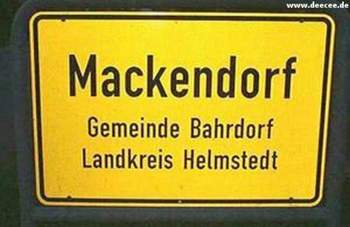 www.deecee.de
Mackendorf
Gemeinde Bahrdorf
Landkreis Helmstedt